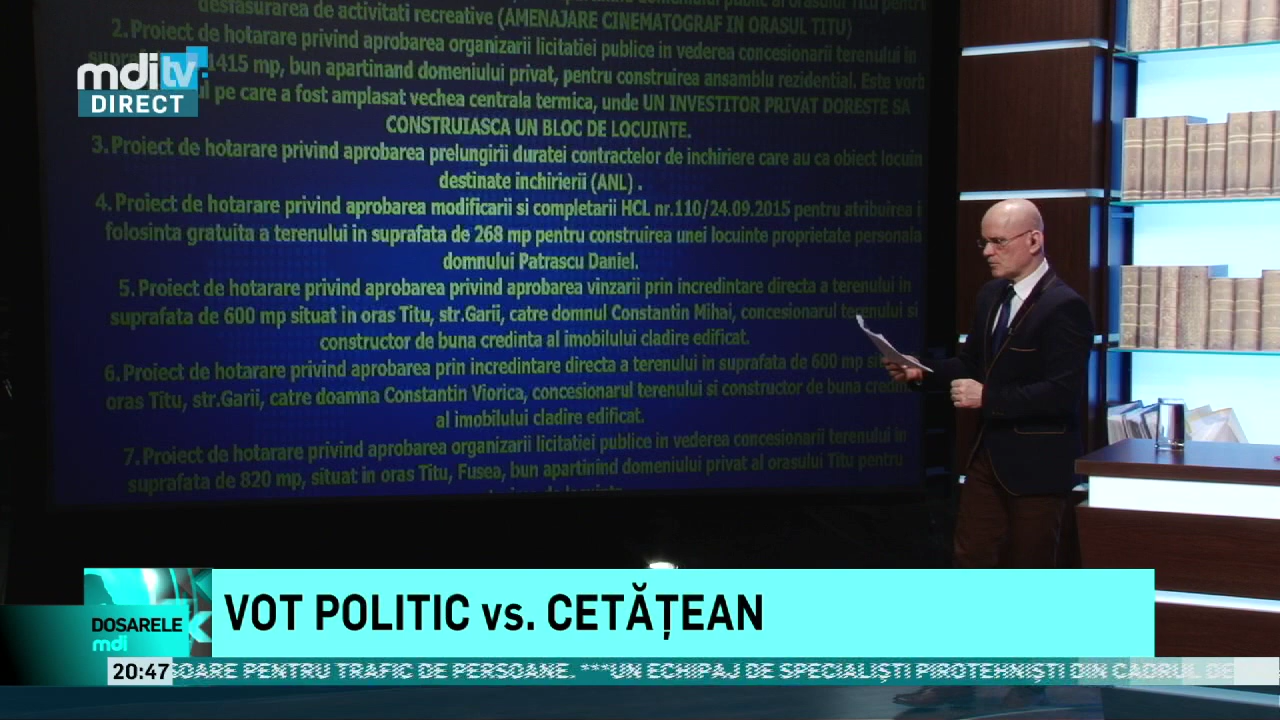 desfasurarea de activitati recreative (AMENAJARE CINEMATOGRAF IN ORASUL TITU)
2. Proiect de hotarare privind aprobarea organizarii licitatiei publice in vederea concesionarii terenului in
1415 mp, bun apartinand domeniului privat, pentru construirea ansamblu rezidential. Este vorb
pe care a fost amplasat vechea centrala termica, unde UN INVESTITOR PRIVAT DORESTE SA
CONSTRUIASCA UN BLOC DE LOCUINTE.
3. Proiect de hotarare privind aprobarea prelungirii duratei contractelor de inchiriere care au ca obiect locuin
destinate inchirierii (ANL) .
4. Proiect de hotarare privind aprobarea modificarii si completarii HCL nr.110/24.09.2015 pentru atribuirea i
folosinta gratuita a terenului in suprafata de 268 mp pentru construirea unei locuinte proprietate personala
domnului Patrascu Daniel.
5. Proiect de hotarare privind aprobarea privind aprobarea vinzarii prin incredintare directa a terenului in
suprafata de 600 mp situat in oras Titu, str.Garii, catre domnul Constantin Mihai, concesionarul terenului si
constructor de buna credinta al imobilului cladire edificat.
6. Proiect de hotarare privind aprobarea prin incredintare directa a terenului in suprafata de 600 mp
oras Titu, str.Garii, catre doamna Constantin Viorica, concesionarul terenului si constructor de buna credin
al imobilului cladire edificat.
7. Proiect de hotarare privind aprobarea organizarii licitatiei publice in vederea concesionarii terenului in
suprafata de 820 mp, situat in oras Titu, Fusea, bun apartinind domeniului privat al orasului Titu pentru
mditv
DIRECT
VOT POLITIC vs. CETĂȚEAN
DOSARELE
mdi
20:47
SOARE PENTRU TRAFIC DE PERSOANE. ***UN ECHIPAJ DE SPECIALIȘTI PIROTEHNIȘTI DIN CADRUL DE